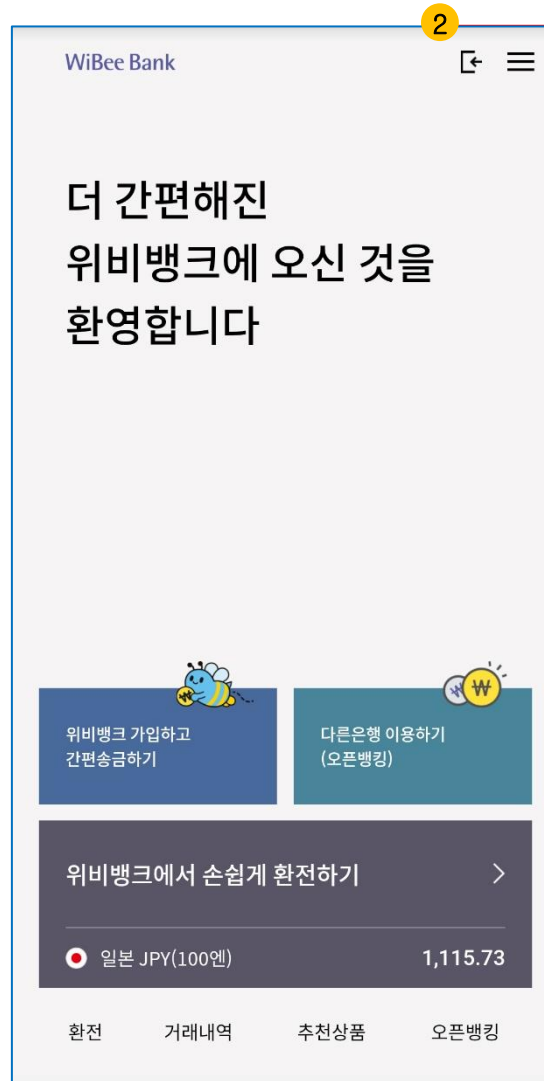 2
WiBee Bank
더 간편해진
위비뱅크에 오신 것을
환영합니다
₩ ₩ ₩
위비뱅크 가입하고
간편송금하기
다른은행 이용하기
(오픈뱅킹)
위비뱅크에서 손쉽게 환전하기
일본 JPY(100엔) 1,115.73
환전 거래내역 추천상품 오픈뱅킹